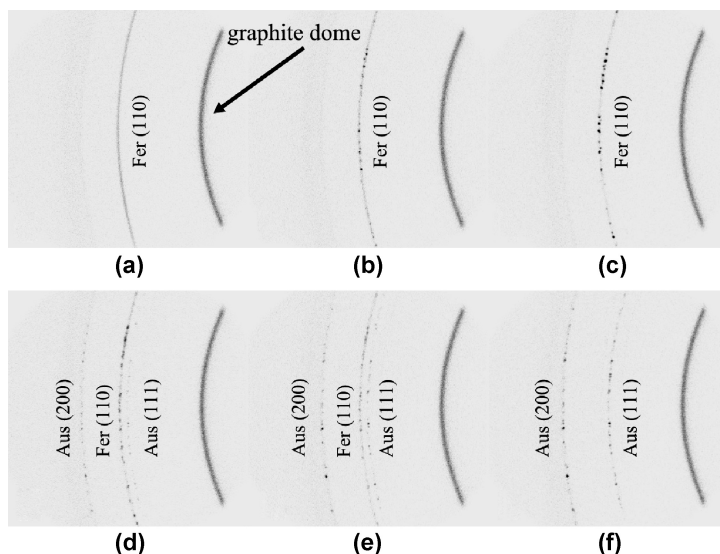 graphite dome
Fer (110)
Fer (110)
Fer (110)
(a)
(b)
(c)
Aus (200)
Fer (110)
Aus (111)
Aus (200)
Fer (110)
Aus (111)
Aus (200)
Aus (111)
(d)
(e)
(f)